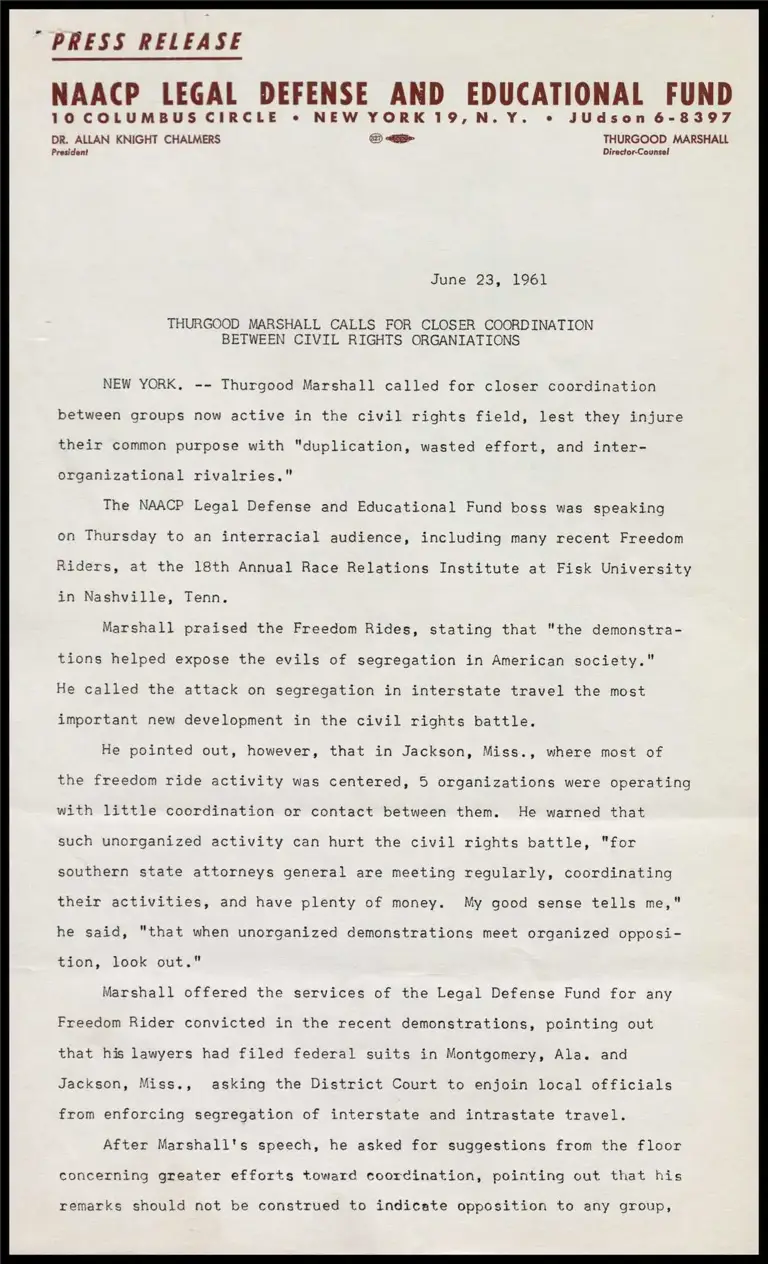 PRESS RELEASE
NAACP LEGAL DEFENSE AND EDUCATIONAL FUND
10 COLUMBUS CIRCLE • NEW YORK 19, N. Y. • JUdson 6-8397
DR. ALLAN KNIGHT CHALMERS
President
THURGOOD MARSHALL
Director-Counsel
June 23, 1961
THURGOOD MARSHALL CALLS FOR CLOSER COORDINATION
BETWEEN CIVIL RIGHTS ORGANIATIONS
NEW YORK. -- Thurgood Marshall called for closer coordination
between groups now active in the civil rights field, lest they injure
their common purpose with "duplication, wasted effort, and inter-
organizational rivalries."
The NAACP Legal Defense and Educational Fund boss was speaking
on Thursday to an interracial audience, including many recent Freedom
Riders, at the 18th Annual Race Relations Institute at Fisk University
in Nashville, Tenn.
Marshall praised the Freedom Rides, stating that "the demonstra-
tions helped expose the evils of segregation in American society."
He called the attack on segregation in interstate travel the most
important new development in the civil rights battle.
He pointed out, however, that in Jackson, Miss., where most of
the freedom ride activity was centered, 5 organizations were operating
with little coordination or contact between them. He warned that
such unorganized activity can hurt the civil rights battle, "for
southern state attorneys general are meeting regularly, coordinating
their activities, and have plenty of money. My good sense tells me,"
he said, "that when unorganized demonstrations meet organized opposi-
tion, look out."
Marshall offered the services of the Legal Defense Fund for any
Freedom Rider convicted in the recent demonstrations, pointing out
that his lawyers had filed federal suits in Montgomery, Ala. and
Jackson, Miss., asking the District Court to enjoin local officials
from enforcing segregation of interstate and intrastate travel.
After Marshall's speech, he asked for suggestions from the floor
concerning greater efforts toward coordination, pointing out that his
remarks should not be construed to indicate opposition to any group,